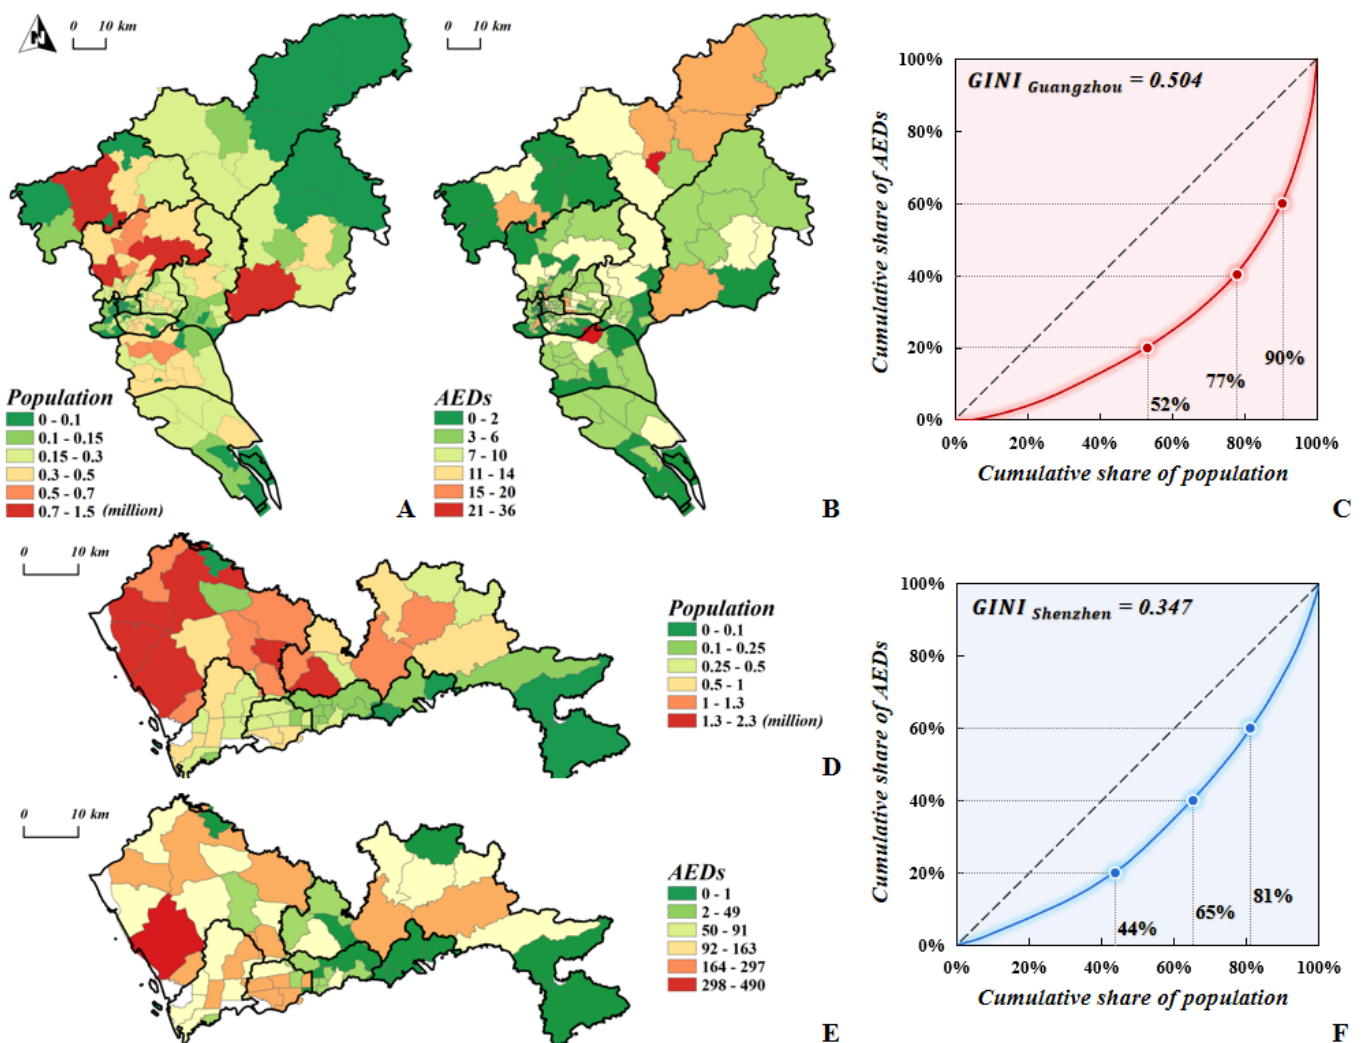 N
0 10 km
Population
0 - 0.1
0.1 - 0.15
0.15 - 0.3
0.3 - 0.5
0.5 - 0.7
0.7 - 1.5 (million)
A
0 10 km
AEDs
0 - 2
3 - 6
7 - 10
11 - 14
15 - 20
21 - 36
B
GINI Guangzhou = 0.504
Cumulative share of AEDs
100%
80%
60%
40%
20%
0%
52%
77%
90%
0% 20% 40% 60% 80% 100%
Cumulative share of population
C
0 10 km
Population
0 - 0.1
0.1 - 0.25
0.25 - 0.5
0.5 - 1
1 - 1.3
1.3 - 2.3 (million)
D
0 10 km
AEDs
0 - 1
2 - 49
50 - 91
92 - 163
164 - 297
298 - 490
E
GINI Shenzhen = 0.347
Cumulative share of AEDs
100%
80%
60%
40%
20%
0%
44%
65%
81%
0% 20% 40% 60% 80% 100%
Cumulative share of population
F